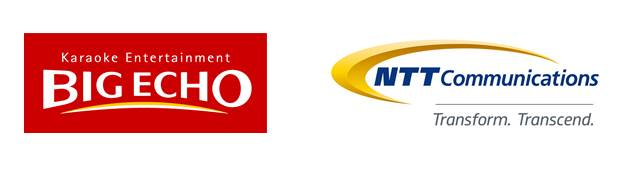 Karaoke Entertainment
BIG ECHO
NTT Communications
Transform. Transcend.